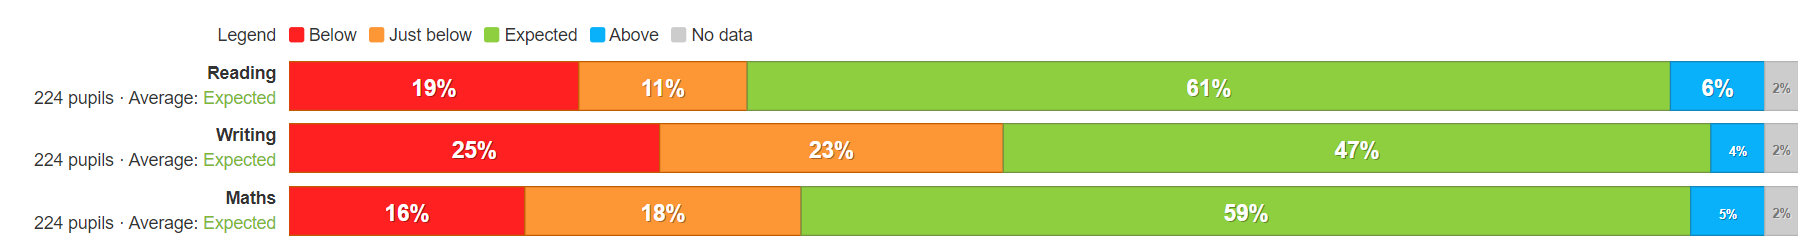 Legend Below Just below Expected Above No data
Reading
19% 11% 61% 6% 2%
224 pupils · Average: Expected
Writing
25% 23% 47% 4% 2%
224 pupils · Average: Expected
Maths
16% 18% 59% 5% 2%
224 pupils · Average: Expected